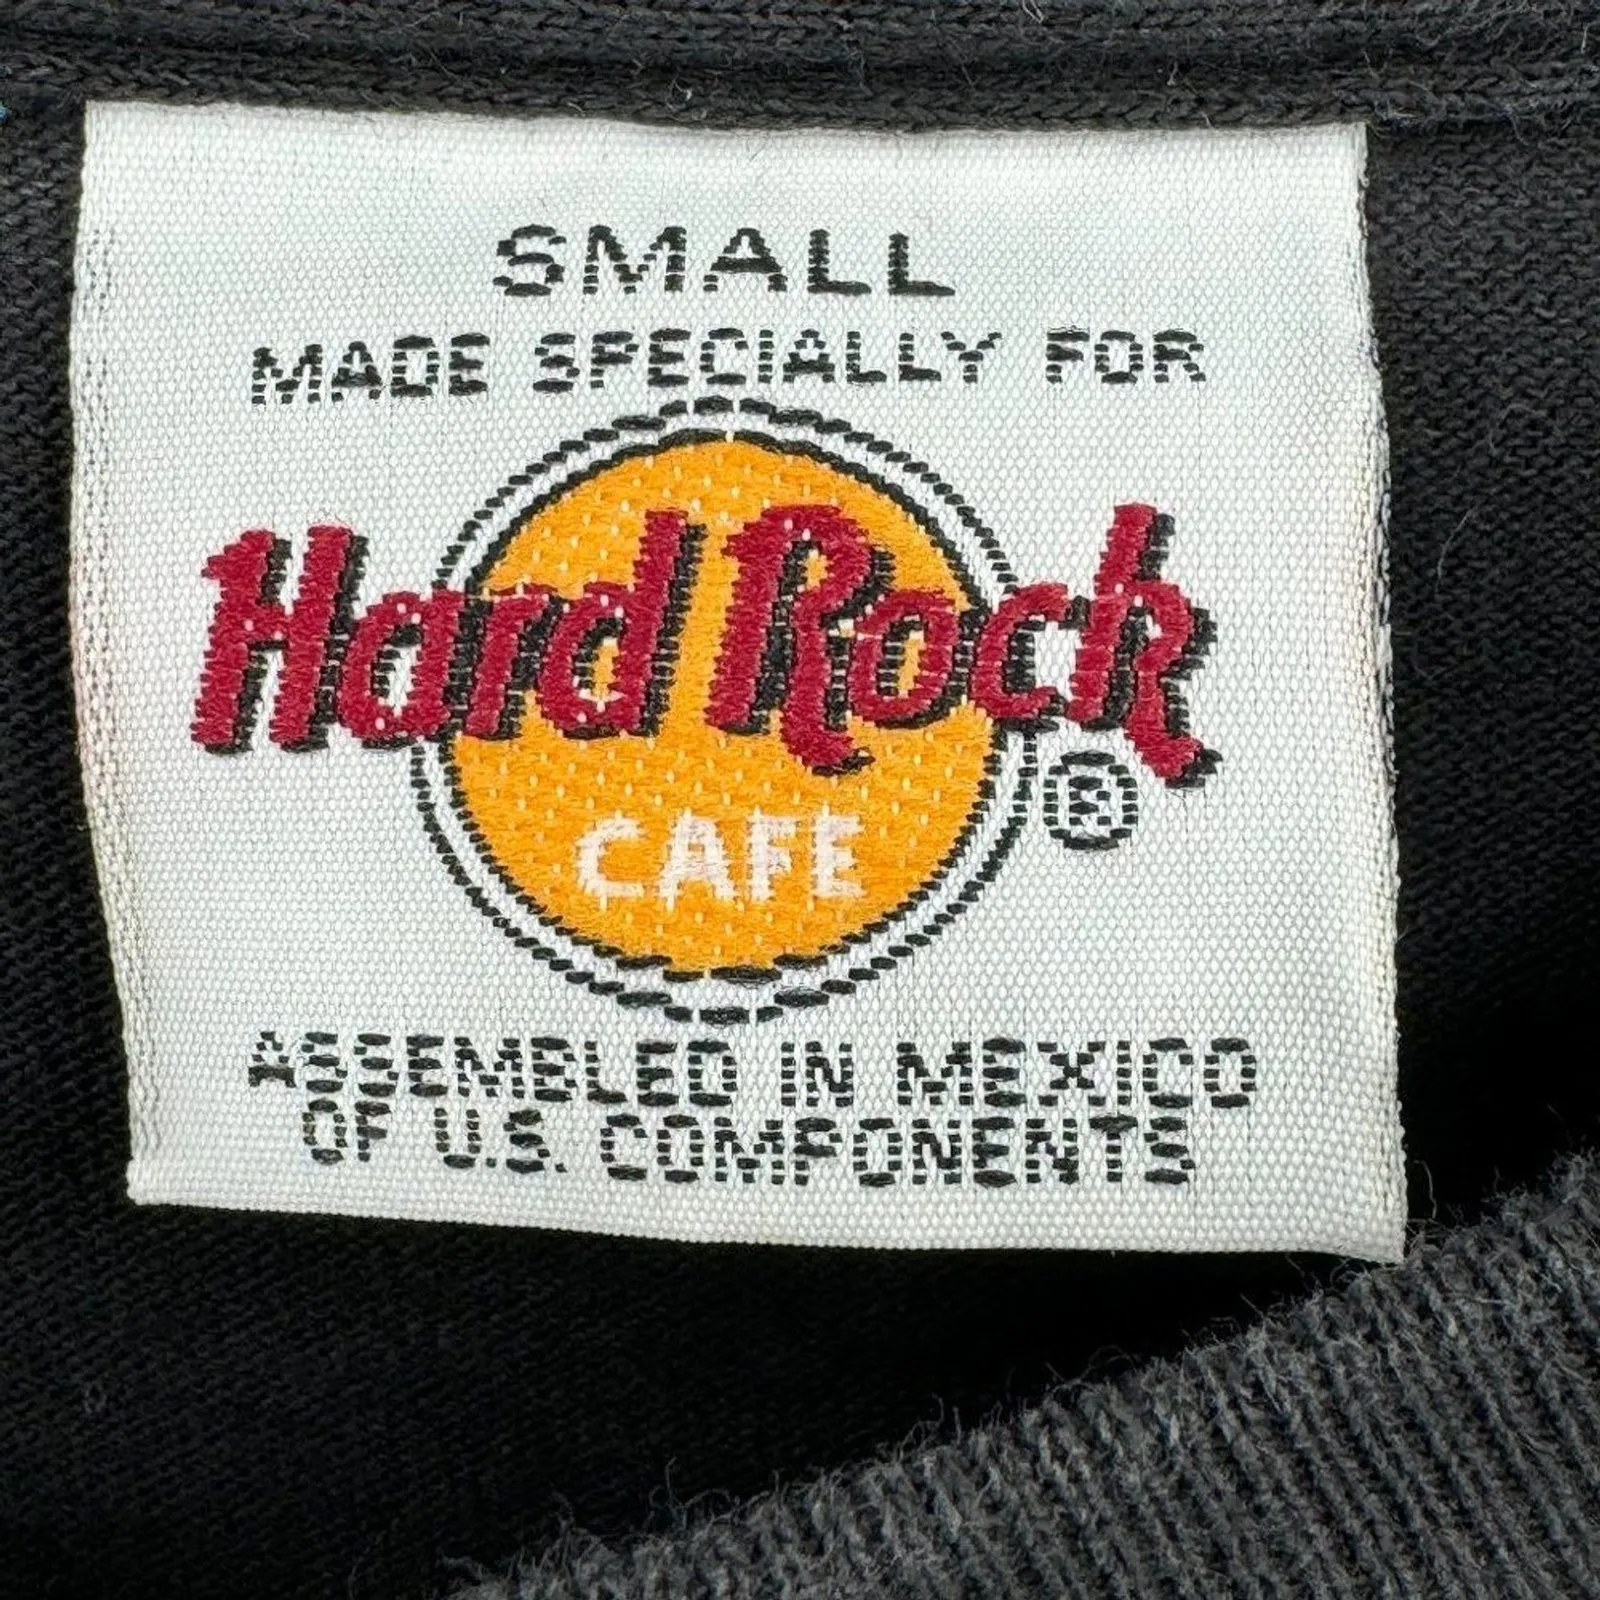 SMALL
MADE SPECIALLY FOR
Hard Rock
®
CAFE
ASSEMBLED IN MEXICO
OF U.S. COMPONENTS